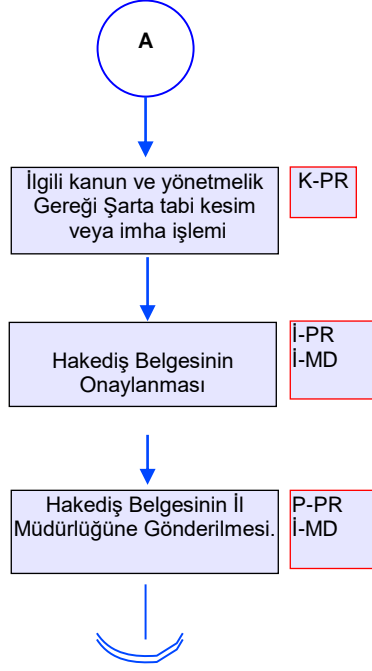 A
İlgili kanun ve yönetmelik
Gereği Şarta tabi kesim
veya imha işlemi
K-PR
Hakediş Belgesinin
Onaylanması
İ-PR
İ-MD
Hakediş Belgesinin İl
Müdürlüğüne Gönderilmesi.
P-PR
İ-MD